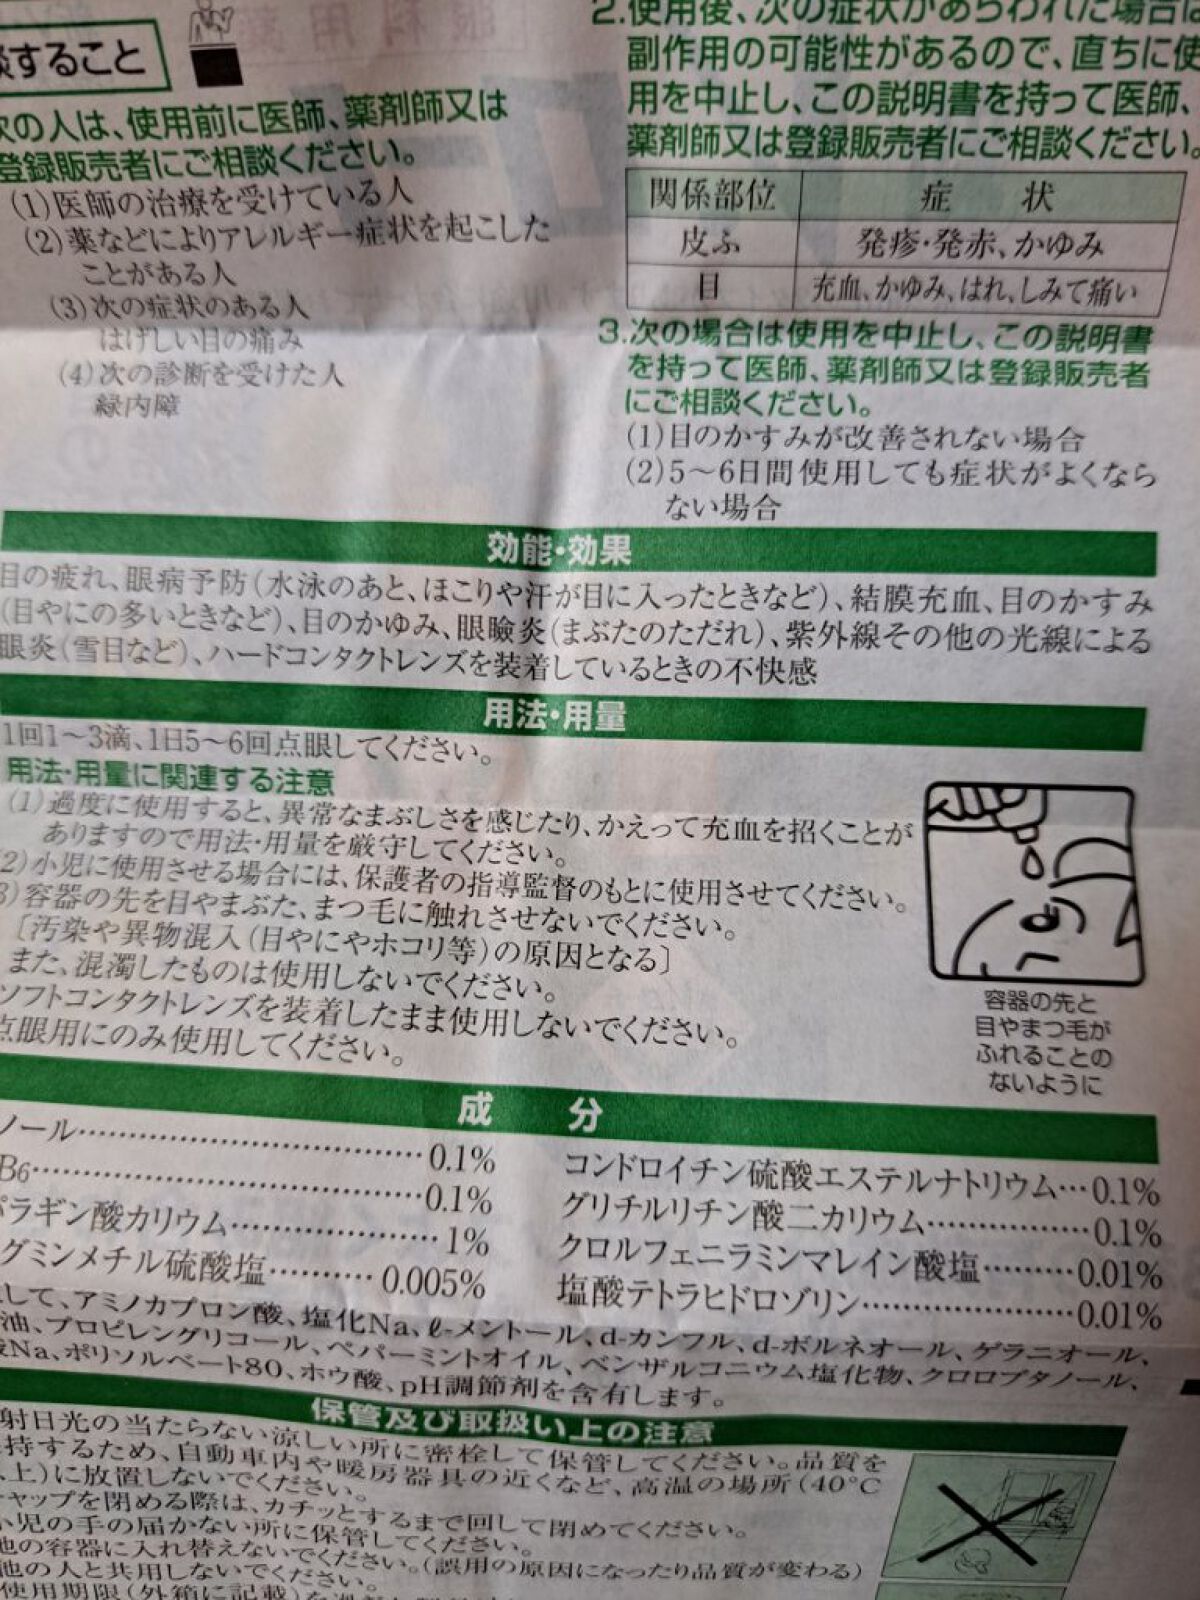 談すること
次の人は、使用前に医師、薬剤師又は
登録販売者にご相談ください。
(1)医師の治療を受けている人
(2)薬などによりアレルギー症状を起こした
ことがある人
(3)次の症状のある人
はげしい目の痛み
(4)次の診断を受けた人
緑内障
2.使用後、次の症状があらわれた場合は
副作用の可能性があるので、直ちに使
用を中止し、この説明書を持って医師、
薬剤師又は登録販売者にご相談ください。
関係部位 症状
皮ふ 発疹・発赤、かゆみ
目 充血、かゆみ、はれ、しみて痛い
3.次の場合は使用を中止し、この説明書
を持って医師、薬剤師又は登録販売者
にご相談ください。
(1)目のかすみが改善されない場合
(2)5〜6日間使用しても症状がよくなら
ない場合
効能・効果
目の疲れ、眼病予防(水泳のあと、ほこりや汗が目に入ったときなど)、結膜充血、目のかすみ
(目やにの多いときなど)、目のかゆみ、眼瞼炎(まぶたのただれ)、紫外線その他の光線による
眼炎(雪目など)、ハードコンタクトレンズを装着しているときの不快感
用法・用量
1回1〜3滴、1日5〜6回点眼してください。
用法・用量に関連する注意
(1)過度に使用すると、異常なまぶしさを感じたり、かえって充血を招くことが
ありますので用法・用量を厳守してください。
(2)小児に使用させる場合には、保護者の指導監督のもとに使用させてください。
3)容器の先を目やまぶた、まつ毛に触れさせないでください。
[汚染や異物混入(目やにやホコリ等)の原因となる]
また、混濁したものは使用しないでください。
ソフトコンタクトレンズを装着したまま使用しないでください。
点眼用にのみ使用してください。
容器の先と
目やまつ毛が
ふれることの
ないように
成分
ノール……0.1%
B6……0.1%
パラギン酸カリウム……1%
グミンメチル硫酸塩……0.005%
コンドロイチン硫酸エステルナトリウム…0.1%
グリチルリチン酸二カリウム……0.1%
クロルフェニラミンマレイン酸塩……0.01%
塩酸テトラヒドロゾリン……0.01%
して、アミノカプロン酸、塩化Na、ℓ-メントール、d-カンフル、d-ボルネオール、ゲラニオール、
油、プロピレングリコール、ペパーミントオイル、ベンザルコニウム塩化物、クロロブタノール、
酸Na、ポリソルベート80、ホウ酸、pH調節剤を含有します。
保管及び取扱い上の注意
射日光の当たらない涼しい所に密栓して保管してください。品質を
持するため、自動車内や暖房器具の近くなど、高温の場所(40℃
以上)に放置しないでください。
キャップを閉める際は、カチッとするまで回して閉めてください。
小児の手の届かない所に保管してください。
他の容器に入れ替えないでください。(誤用の原因になったり品質が変わる)
他の人と共用しないでください。
使用期限(外箱に記載)を